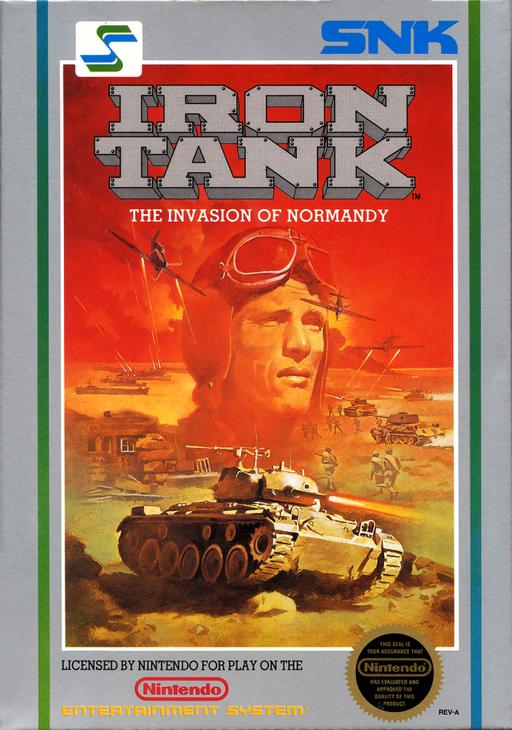 SNK
IRON
TANK
TM
THE INVASION OF NORMANDY
LICENSED BY NINTENDO FOR PLAY ON THE
Nintendo
ENTERTAINMENT SYSTEM
THIS SEAL IS
YOUR ASSURANCE THAT
Nintendo
HAS EVALUATED AND
APPROVED THE
QUALITY OF THIS
PRODUCT
REV-A